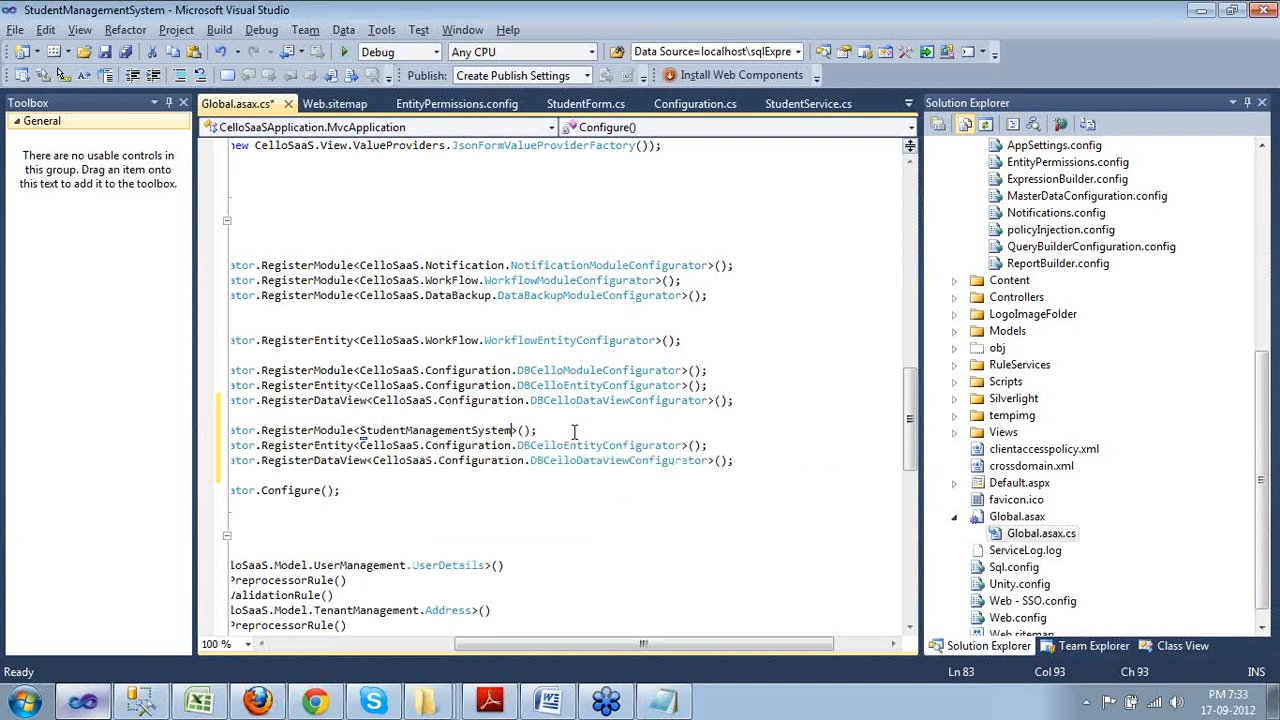 StudentManagementSystem - Microsoft Visual Studio
File Edit View Refactor Project Build Debug Team Data Tools Test Window Help
Debug Any CPU Data Source=localhost\sqlExpre
Publish: Create Publish Settings Install Web Components
Toolbox
General
There are no usable controls in this group. Drag an item onto this text to add it to the toolbox.
Global.asax.cs* Web.sitemap EntityPermissions.config StudentForm.cs Configuration.cs StudentService.cs
CelloSaaSApplication.MvcApplication Configure()
new CelloSaaS.View.ValueProviders.JsonFormValueProviderFactory());
ator.RegisterModule<CelloSaaS.Notification.NotificationModuleConfigurator>();
ator.RegisterModule<CelloSaaS.WorkFlow.WorkflowModuleConfigurator>();
ator.RegisterModule<CelloSaaS.DataBackup.DataBackupModuleConfigurator>();
ator.RegisterEntity<CelloSaaS.WorkFlow.WorkflowEntityConfigurator>();
ator.RegisterModule<CelloSaaS.Configuration.DBCelloModuleConfigurator>();
ator.RegisterEntity<CelloSaaS.Configuration.DBCelloEntityConfigurator>();
ator.RegisterDataView<CelloSaaS.Configuration.DBCelloDataViewConfigurator>();
ator.RegisterModule<StudentManagementSystem>();
ator.RegisterEntity<CelloSaaS.Configuration.DBCelloEntityConfigurator>();
ator.RegisterDataView<CelloSaaS.Configuration.DBCelloDataViewConfigurator>();
ator.Configure();
loSaaS.Model.UserManagement.UserDetails>()
PreprocessorRule()
ValidationRule()
loSaaS.Model.TenantManagement.Address>()
PreprocessorRule()
100 %
Solution Explorer
AppSettings.config
EntityPermissions.config
ExpressionBuilder.config
MasterDataConfiguration.config
Notifications.config
policyInjection.config
QueryBuilderConfiguration.config
ReportBuilder.config
Content
Controllers
LogoImageFolder
Models
obj
RuleServices
Scripts
Silverlight
tempimg
Views
clientaccesspolicy.xml
crossdomain.xml
Default.aspx
favicon.ico
Global.asax
Global.asax.cs
ServiceLog.log
Sql.config
Unity.config
Web - SSO.config
Web.config
Web.sitemap
Solution Explorer Team Explorer Class View
Ready Ln 83 Col 93 Ch 93 INS
PM 7:33
17-09-2012